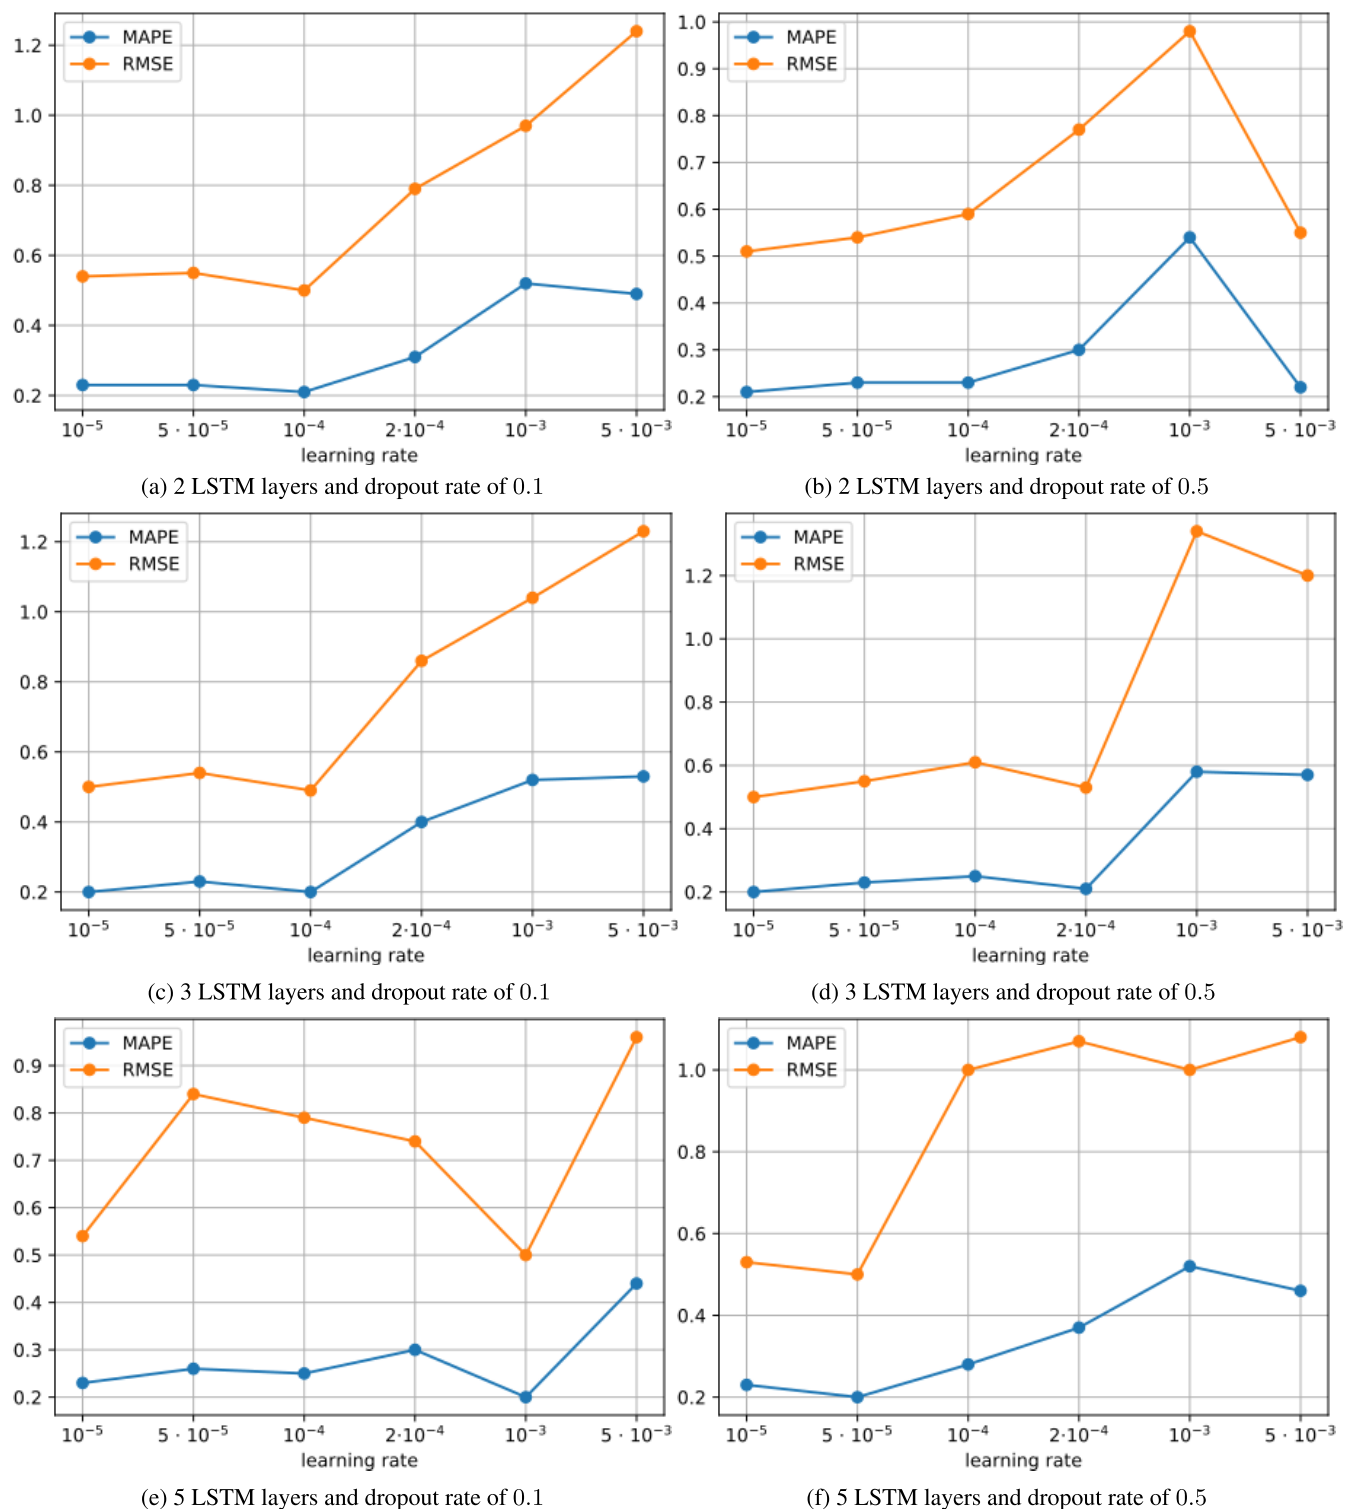 MAPE
RMSE
1.2
1.0
0.8
0.6
0.4
0.2
10⁻⁵ 5 · 10⁻⁵ 10⁻⁴ 2·10⁻⁴ 10⁻³ 5 · 10⁻³
learning rate
(a) 2 LSTM layers and dropout rate of 0.1
MAPE
RMSE
1.0
0.9
0.8
0.7
0.6
0.5
0.4
0.3
0.2
10⁻⁵ 5 · 10⁻⁵ 10⁻⁴ 2·10⁻⁴ 10⁻³ 5 · 10⁻³
learning rate
(b) 2 LSTM layers and dropout rate of 0.5
MAPE
RMSE
1.2
1.0
0.8
0.6
0.4
0.2
10⁻⁵ 5 · 10⁻⁵ 10⁻⁴ 2·10⁻⁴ 10⁻³ 5 · 10⁻³
learning rate
(c) 3 LSTM layers and dropout rate of 0.1
MAPE
RMSE
1.2
1.0
0.8
0.6
0.4
0.2
10⁻⁵ 5 · 10⁻⁵ 10⁻⁴ 2·10⁻⁴ 10⁻³ 5 · 10⁻³
learning rate
(d) 3 LSTM layers and dropout rate of 0.5
MAPE
RMSE
0.9
0.8
0.7
0.6
0.5
0.4
0.3
0.2
10⁻⁵ 5 · 10⁻⁵ 10⁻⁴ 2·10⁻⁴ 10⁻³ 5 · 10⁻³
learning rate
(e) 5 LSTM layers and dropout rate of 0.1
MAPE
RMSE
1.0
0.8
0.6
0.4
0.2
10⁻⁵ 5 · 10⁻⁵ 10⁻⁴ 2·10⁻⁴ 10⁻³ 5 · 10⁻³
learning rate
(f) 5 LSTM layers and dropout rate of 0.5